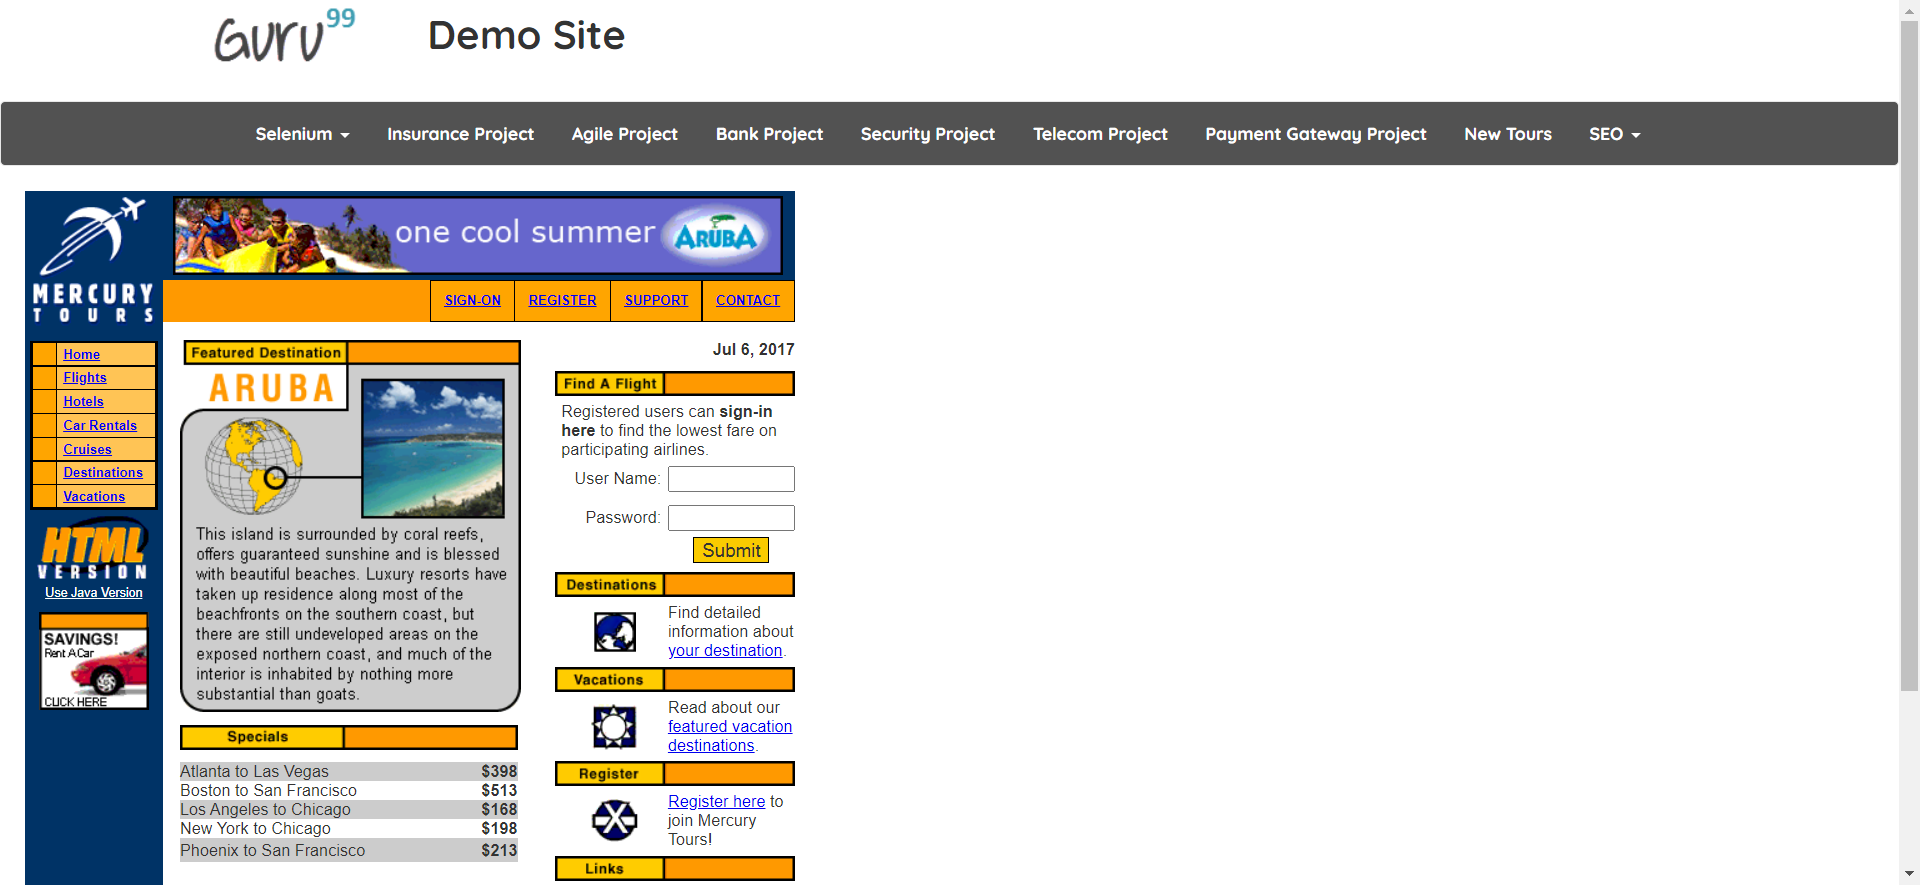 Guru99
Demo Site
Selenium
Insurance Project
Agile Project
Bank Project
Security Project
Telecom Project
Payment Gateway Project
New Tours
SEO
MERCURY
TOURS
one cool summer
ARUBA
SIGN-ON
REGISTER
SUPPORT
CONTACT
Home
Flights
Hotels
Car Rentals
Cruises
Destinations
Vacations
HTML
VERSION
Use Java Version
SAVINGS!
Rent A Car
CLICK HERE
Featured Destination
ARUBA
This island is surrounded by coral reefs,
offers guaranteed sunshine and is blessed
with beautiful beaches. Luxury resorts have
taken up residence along most of the
beachfronts on the southern coast, but
there are still undeveloped areas on the
exposed northern coast, and much of the
interior is inhabited by nothing more
substantial than goats.
Specials
Atlanta to Las Vegas $398
Boston to San Francisco $513
Los Angeles to Chicago $168
New York to Chicago $198
Phoenix to San Francisco $213
Jul 6, 2017
Find A Flight
Registered users can sign-in
here to find the lowest fare on
participating airlines.
User Name:
Password:
Submit
Destinations
Find detailed
information about
your destination.
Vacations
Read about our
featured vacation
destinations.
Register
Register here to
join Mercury
Tours!
Links